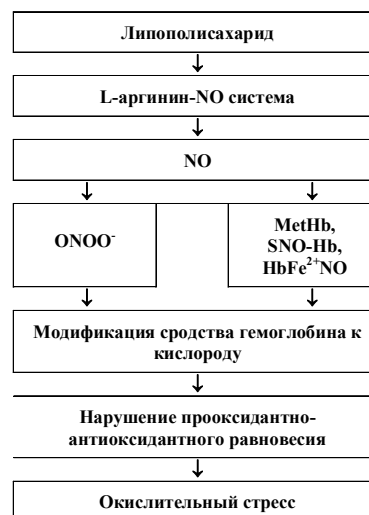 Липополисахарид
L-аргинин-NO система
NO
ONOO⁻
MetHb,
SNO-Hb,
HbFe²⁺NO
Модификация сродства гемоглобина к
кислороду
Нарушение прооксидантно-
антиоксидантного равновесия
Окислительный стресс